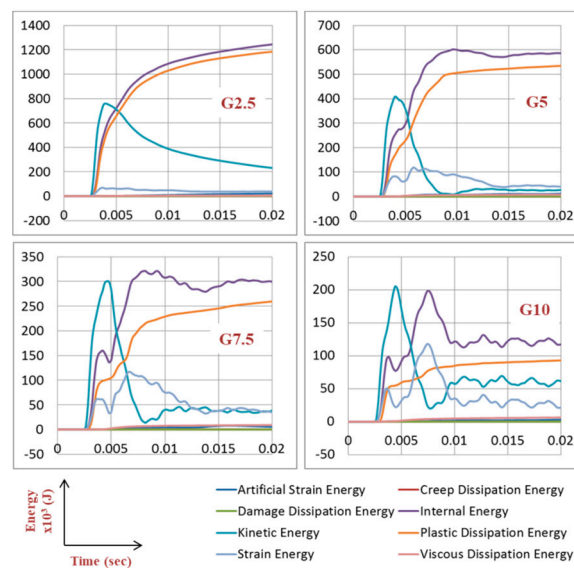 1400
1200
1000
800
600
400
200
0
-200
0 0.005 0.01 0.015 0.02
G2.5
700
600
500
400
300
200
100
0
-100
0 0.005 0.01 0.015 0.02
G5
350
300
250
200
150
100
50
0
-50
0 0.005 0.01 0.015 0.02
G7.5
200
150
100
50
0
-50
0 0.005 0.01 0.015 0.02
G10
Energy
x10³ (J)
Time (sec)
Artificial Strain Energy Creep Dissipation Energy
Damage Dissipation Energy Internal Energy
Kinetic Energy Plastic Dissipation Energy
Strain Energy Viscous Dissipation Energy